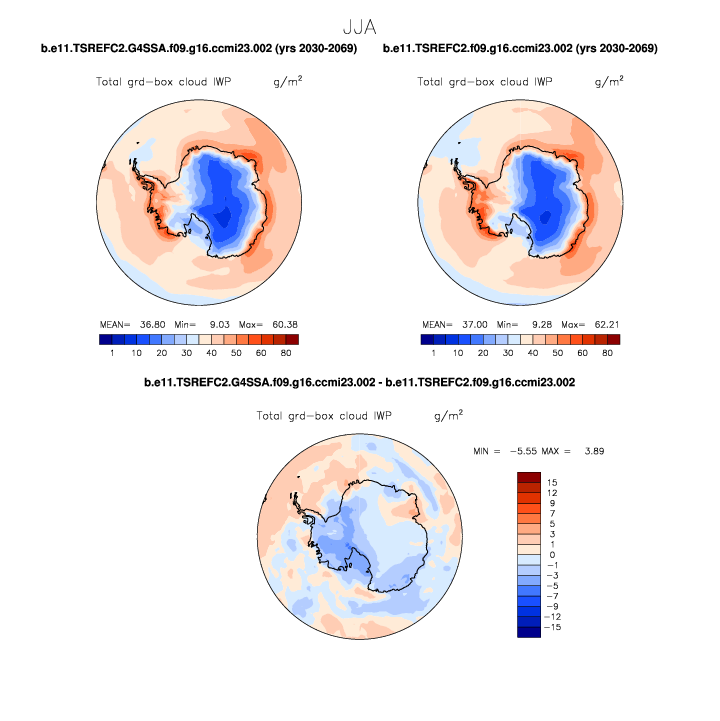 JJA
b.e11.TSREFC2.G4SSA.f09.g16.ccmi23.002 (yrs 2030-2069) b.e11.TSREFC2.f09.g16.ccmi23.002 (yrs 2030-2069)
Total grd-box cloud IWP g/m² Total grd-box cloud IWP g/m²
MEAN= 36.80 Min= 9.03 Max= 60.38 MEAN= 37.00 Min= 9.28 Max= 62.21
1 10 20 30 40 50 60 80 1 10 20 30 40 50 60 80
b.e11.TSREFC2.G4SSA.f09.g16.ccmi23.002 - b.e11.TSREFC2.f09.g16.ccmi23.002
Total grd-box cloud IWP g/m²
MIN = -5.55 MAX = 3.89
15
12
9
7
5
3
1
0
-1
-3
-5
-7
-9
-12
-15